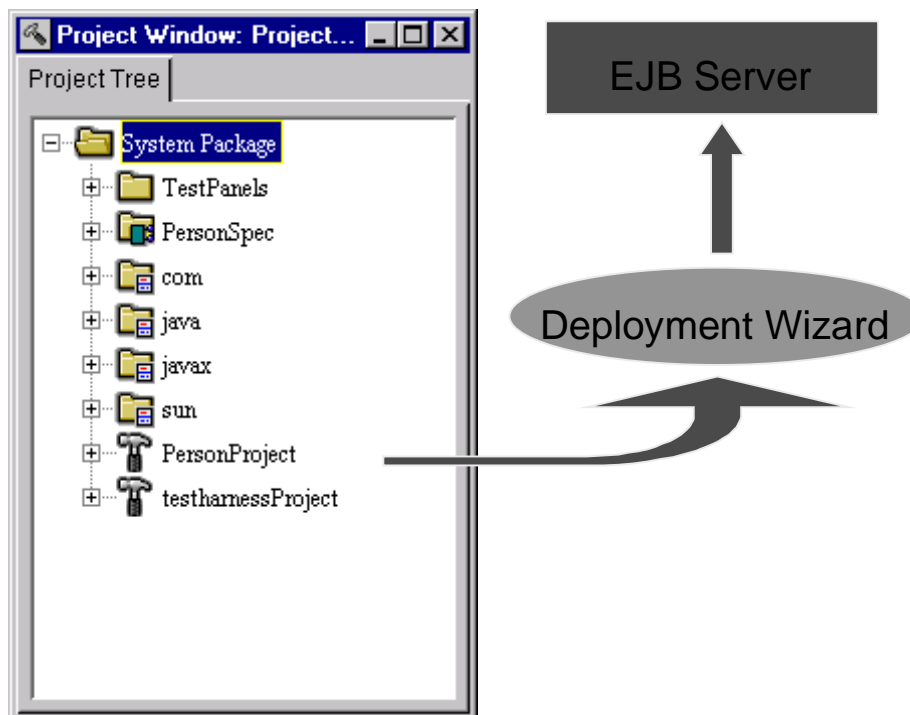 Project Window: Project...
Project Tree
System Package
TestPanels
PersonSpec
com
java
javax
sun
PersonProject
testharnessProject
EJB Server
Deployment Wizard